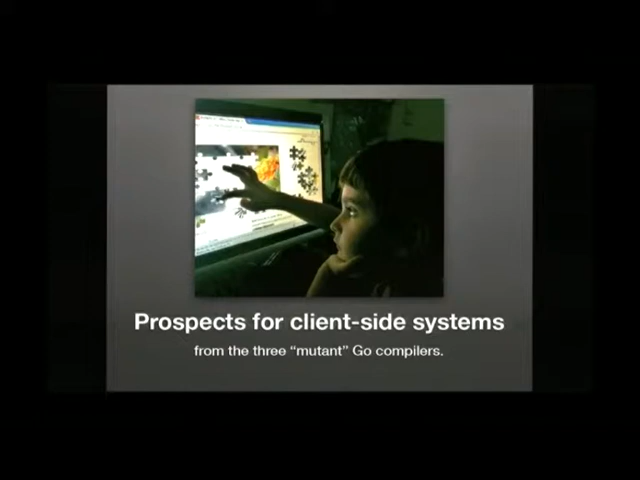 Prospects for client-side systems
from the three “mutant” Go compilers.